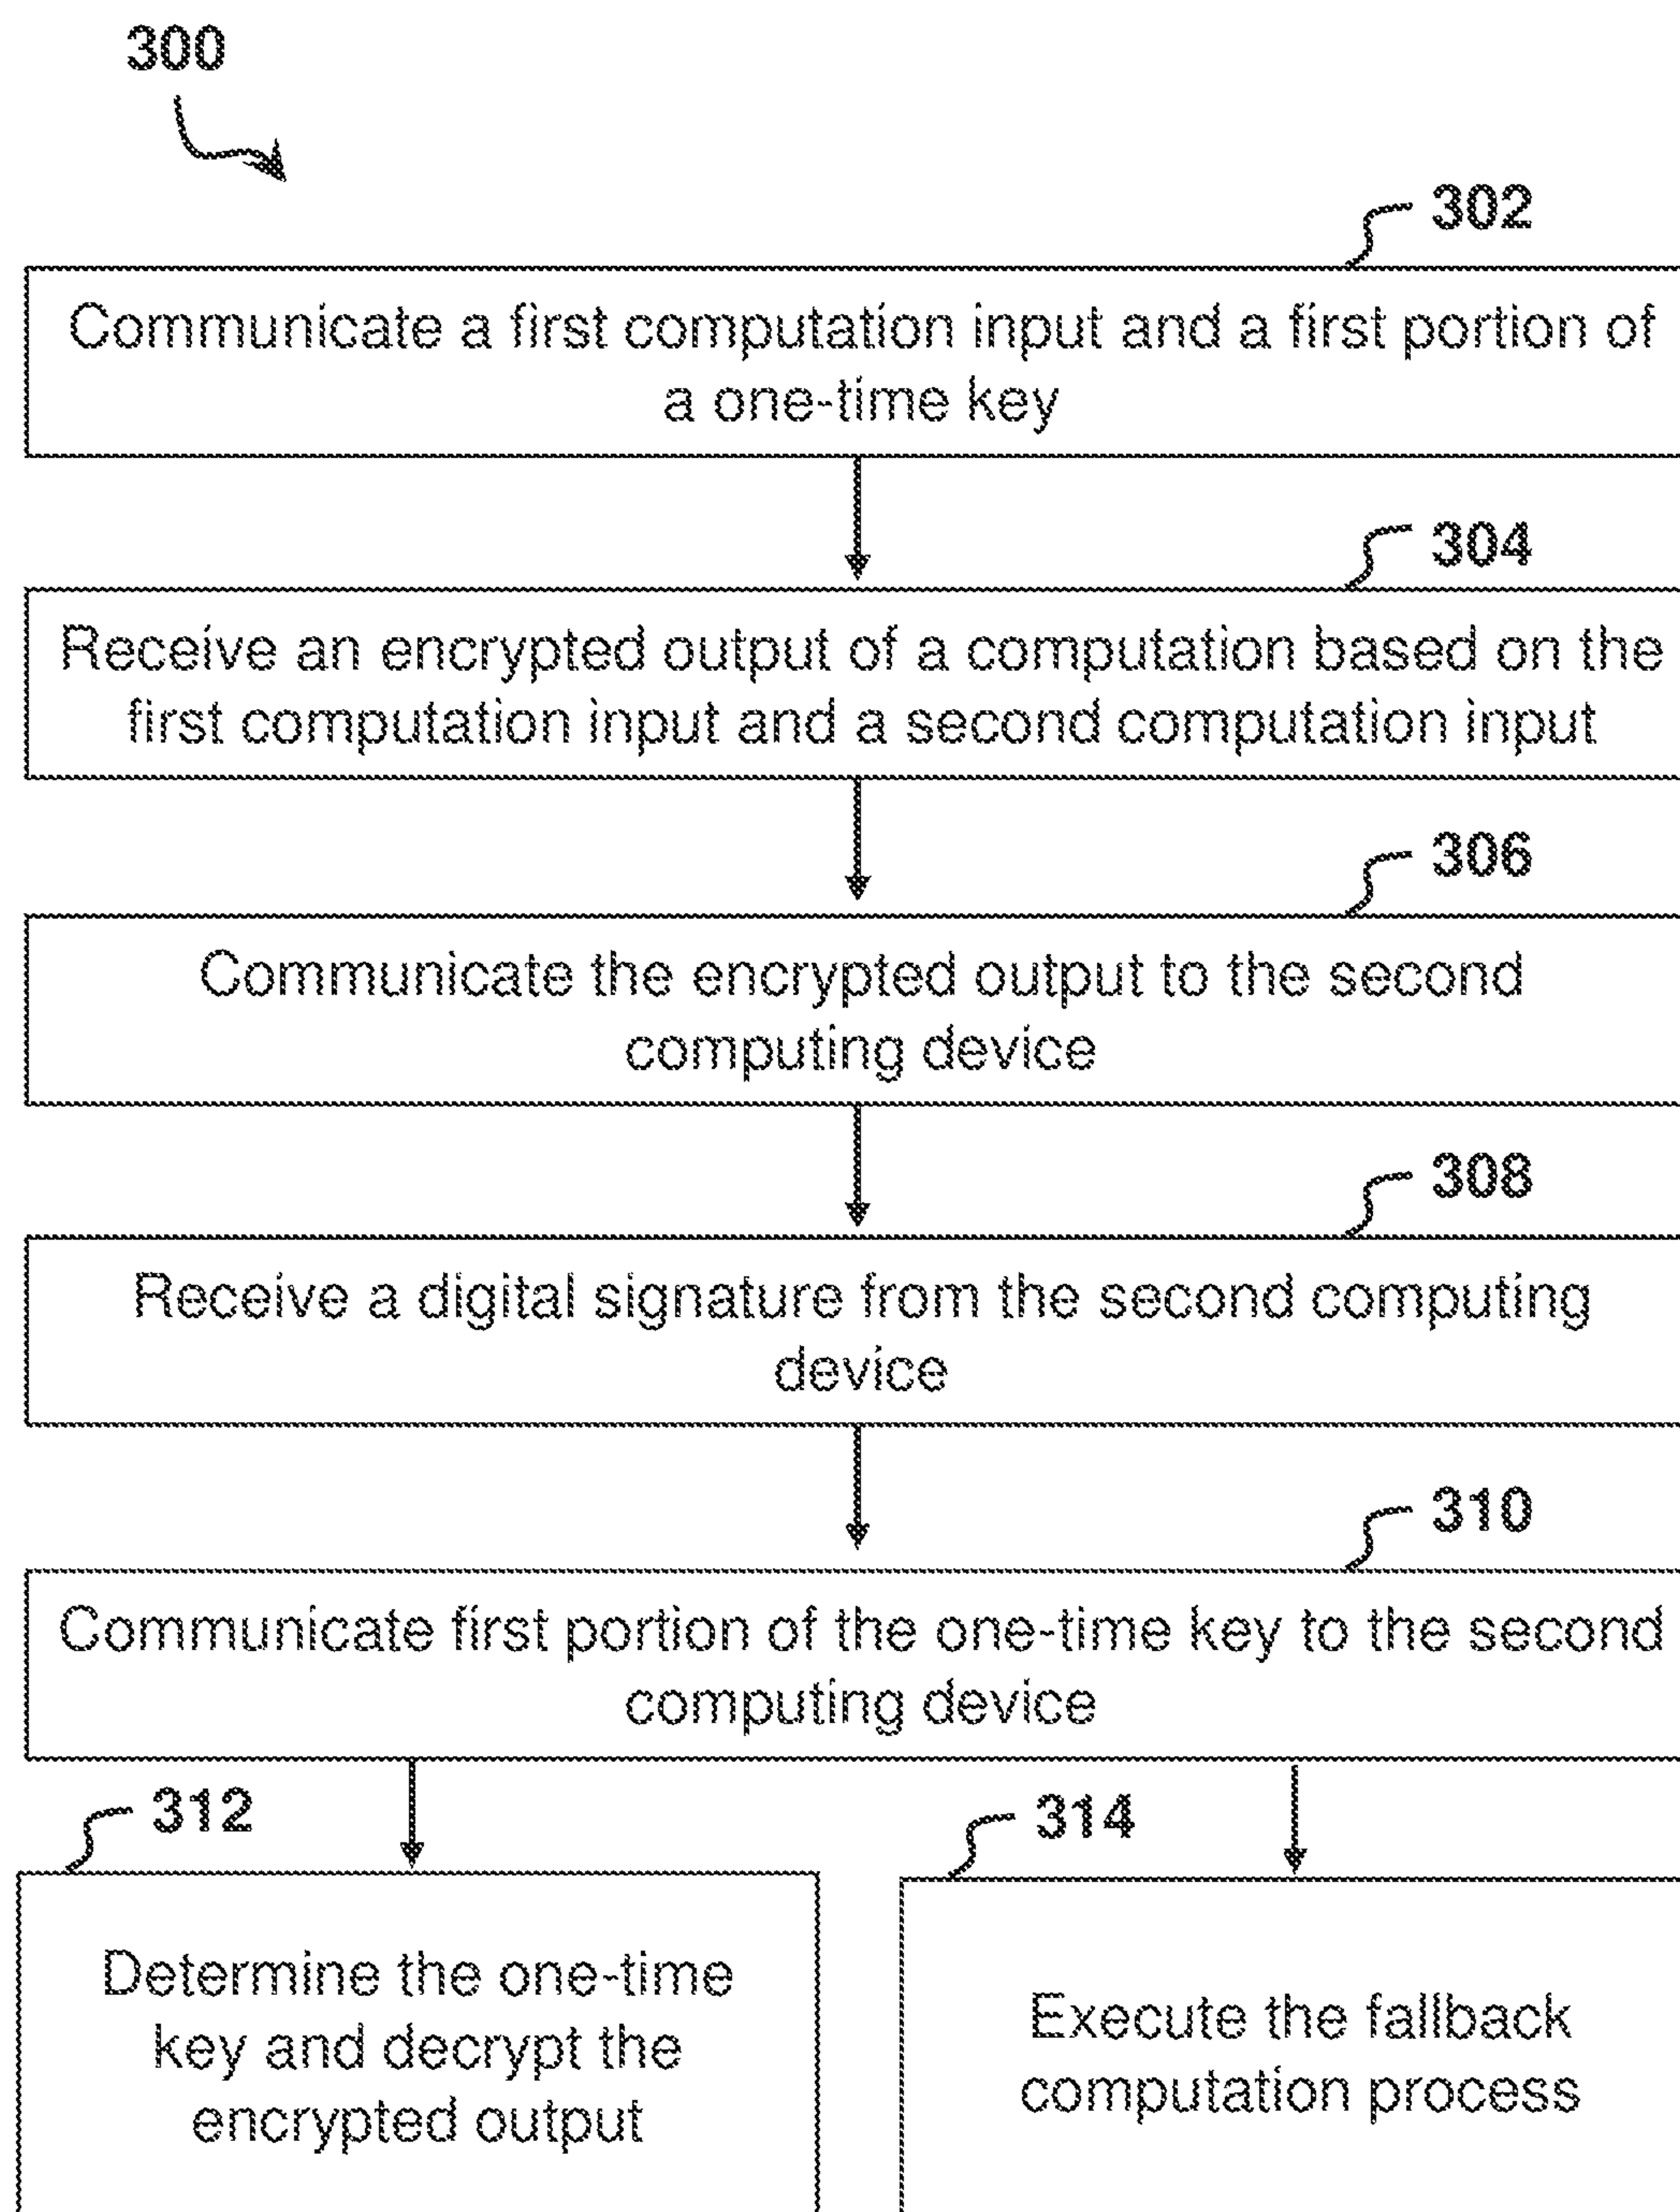 300
302
Communicate a first computation input and a first portion of
a one-time key
304
Receive an encrypted output of a computation based on the
first computation input and a second computation input
306
Communicate the encrypted output to the second
computing device
308
Receive a digital signature from the second computing
device
310
Communicate first portion of the one-time key to the second
computing device
312
Determine the one-time
key and decrypt the
encrypted output
314
Execute the fallback
computation process